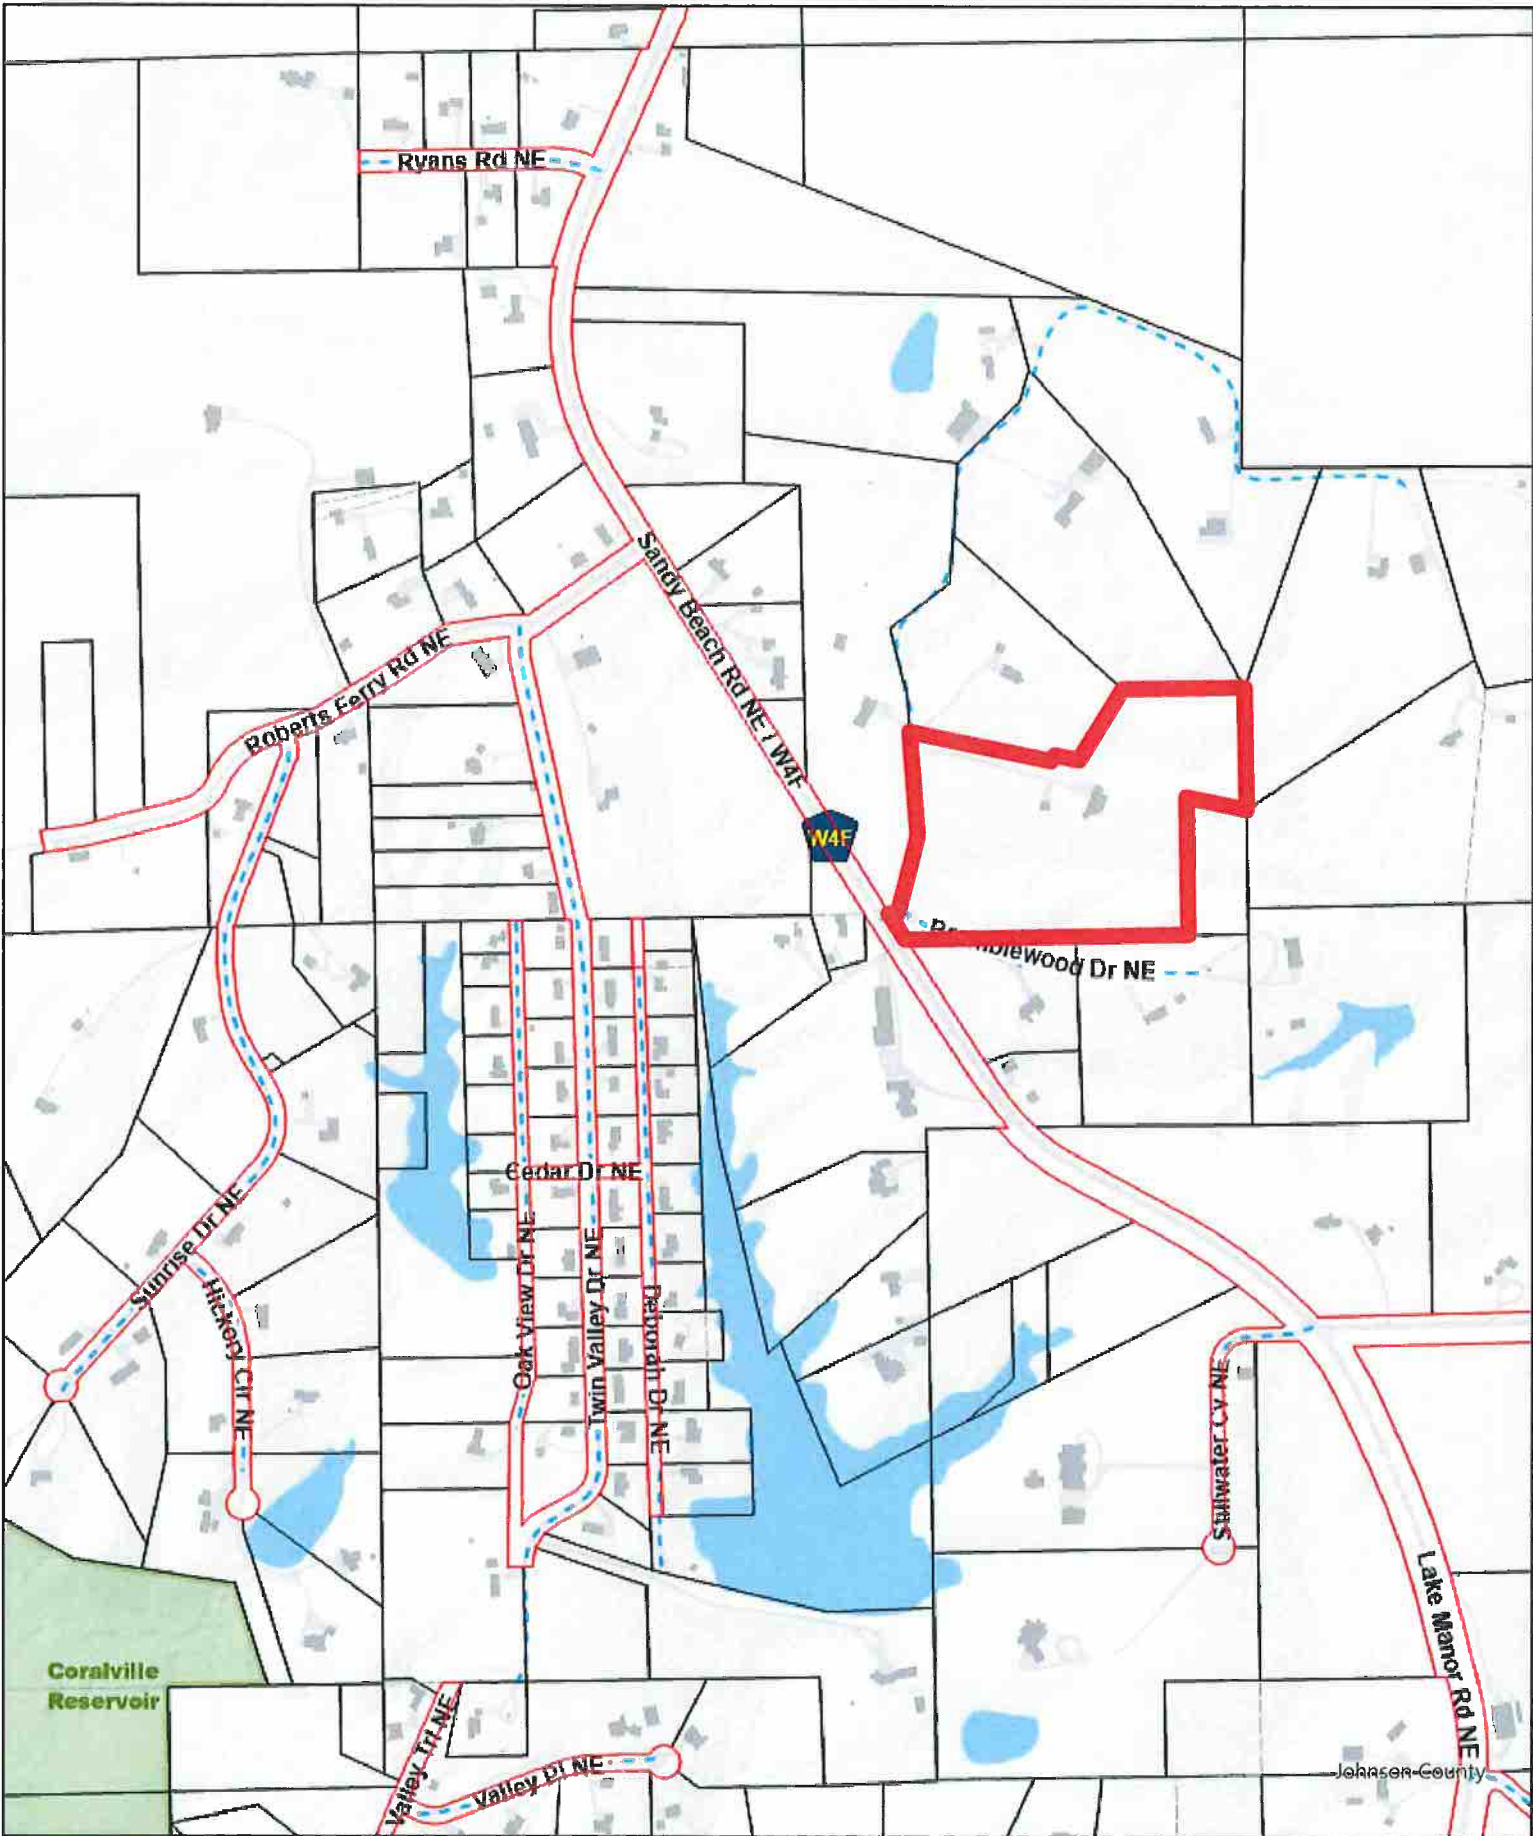 Ryans Rd NE
Sandy Beach Rd NE / W4F
Roberts Ferry Rd NE
W4F
Cedar Dr NE
Sunrise Dr NE
Hickory Cir NE
Oak View Dr NE
Twin Valley Dr NE
Deborah Dr NE
Stillwater Cv NE
Lake Manor Rd NE
Coralville
Reservoir
Valley Trl NE
Valley Pl NE
Johnson County
Dr NE